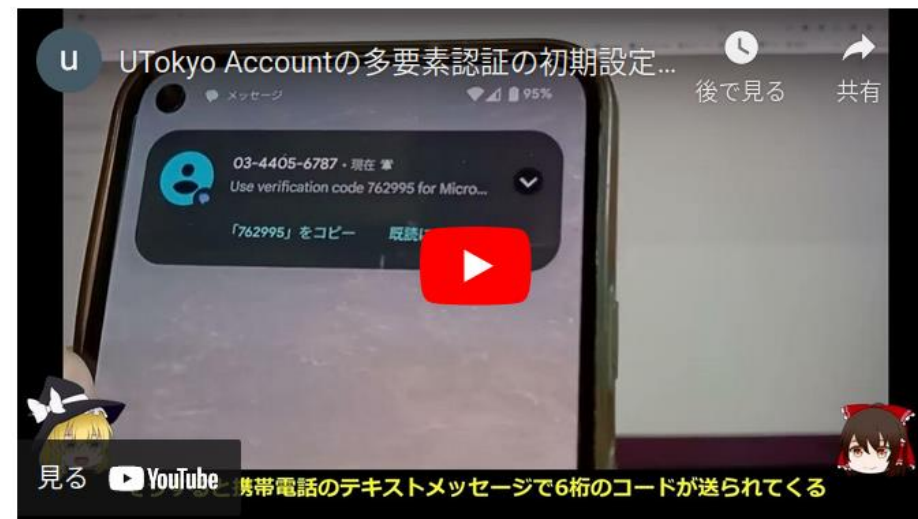 u UTokyo Accountの多要素認証の初期設定...
後で見る 共有
メッセージ 95%
03-4405-6787・現在
Use verification code 762995 for Micro...
「762995」をコピー 既読に
見る YouTube
携帯電話のテキストメッセージで6桁のコードが送られてくる